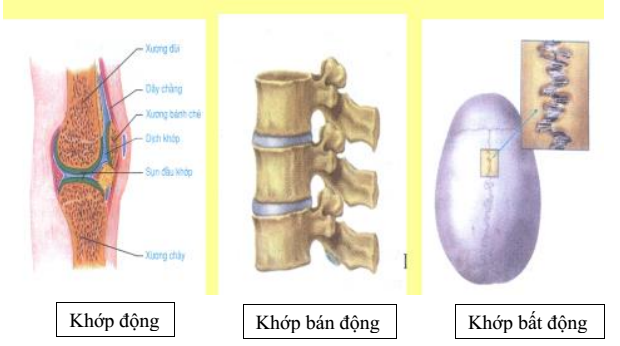 Xương đùi
Dây chằng
Xương bánh chè
Dịch khớp
Sụn đầu khớp
Xương chày
Khớp động
Khớp bán động
Khớp bất động